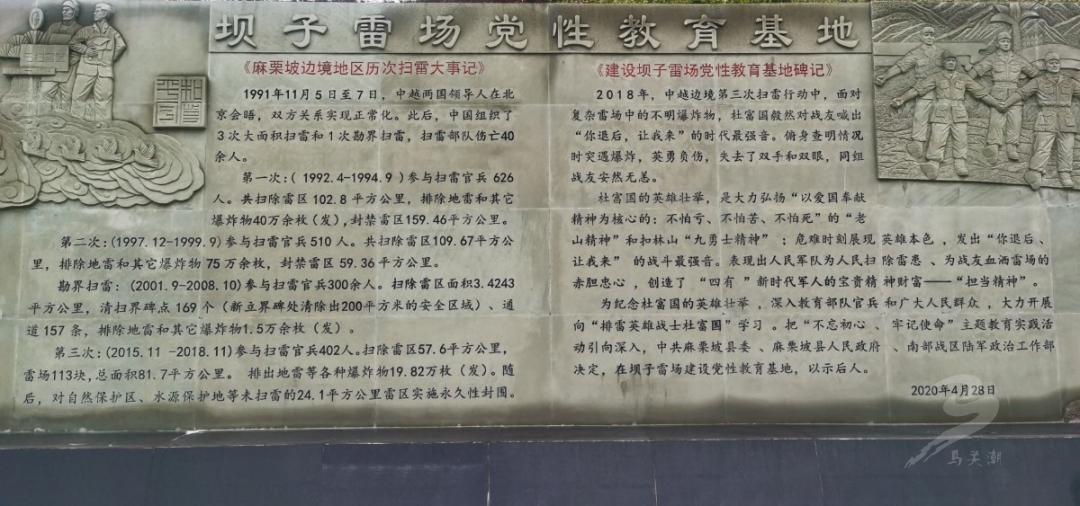 坝子雷场党性教育基地
《麻栗坡边境地区历次扫雷大事记》
1991年11月5日至7日，中越两国领导人在北
京会晤，双方关系实现正常化。此后，中国组织了
3次大面积扫雷和1次勘界扫雷，扫雷部队伤亡40
余人。
第一次：(1992.4-1994.9)参与扫雷官兵626
人。共扫除雷区102.8平方公里，排除地雷和其它
爆炸物40万余枚（发），封禁雷区159.46平方公里。
第二次：(1997.12-1999.9)参与扫雷官兵510人。共扫除雷区109.67平方公
里，排除地雷和其它爆炸物75万余枚，封禁雷区59.36平方公里。
勘界扫雷：(2001.9-2008.10)参与扫雷官兵300余人。扫除雷区面积3.4243
平方公里，清扫界碑点169个（新立界碑处清除出200平方米的安全区域）、通
道157条，排除地雷和其它爆炸物1.5万余枚（发）。
第三次：(2015.11-2018.11)参与扫雷官兵402人。扫除雷区57.6平方公里，
雷场113块，总面积81.7平方公里。排出地雷等各种爆炸物19.82万枚（发）。随
后，对自然保护区、水源保护地等未扫雷的24.1平方公里雷区实施永久性封围。
《建设坝子雷场党性教育基地碑记》
2018年，中越边境第三次扫雷行动中，面对
复杂雷场中的不明爆炸物，杜富国毅然对战友喊出
“你退后，让我来”的时代最强音。俯身查明情况
时突遇爆炸，英勇负伤，失去了双手和双眼，同组
战友安然无恙。
杜富国的英雄壮举，是大力弘扬“以爱国奉献
精神为核心的：不怕亏、不怕苦、不怕死”的“老
山精神”和扣林山“九勇士精神”；危难时刻展现英雄本色，发出“你退后、
让我来”的战斗最强音。表现出人民军队为人民扫除雷患、为战友血洒雷场的
赤胆忠心，创造了“四有”新时代军人的宝贵精神财富——“担当精神”。
为纪念杜富国的英雄壮举，深入教育部队官兵和广大人民群众，大力开展
向“排雷英雄战士杜富国”学习。把“不忘初心、牢记使命”主题教育实践活
动引向深入，中共麻栗坡县委、麻栗坡县人民政府、南部战区陆军政治工作部
决定，在坝子雷场建设党性教育基地，以示后人。
2020年4月28日
马关潮